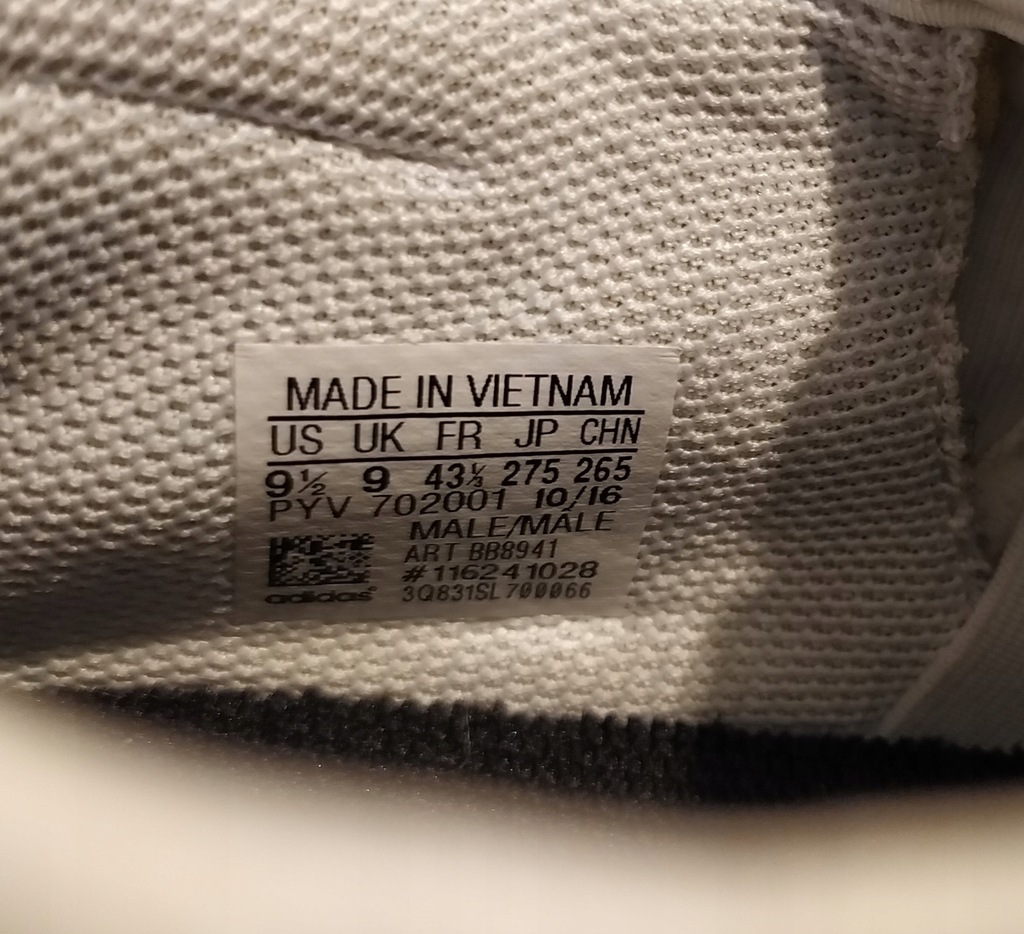 MADE IN VIETNAM
US UK FR JP CHN
9½ 9 43⅓ 275 265
PYV 702001 10/16
MALE/MÂLE
ART BB8941
#116241028
adidas® 3Q831SL700066